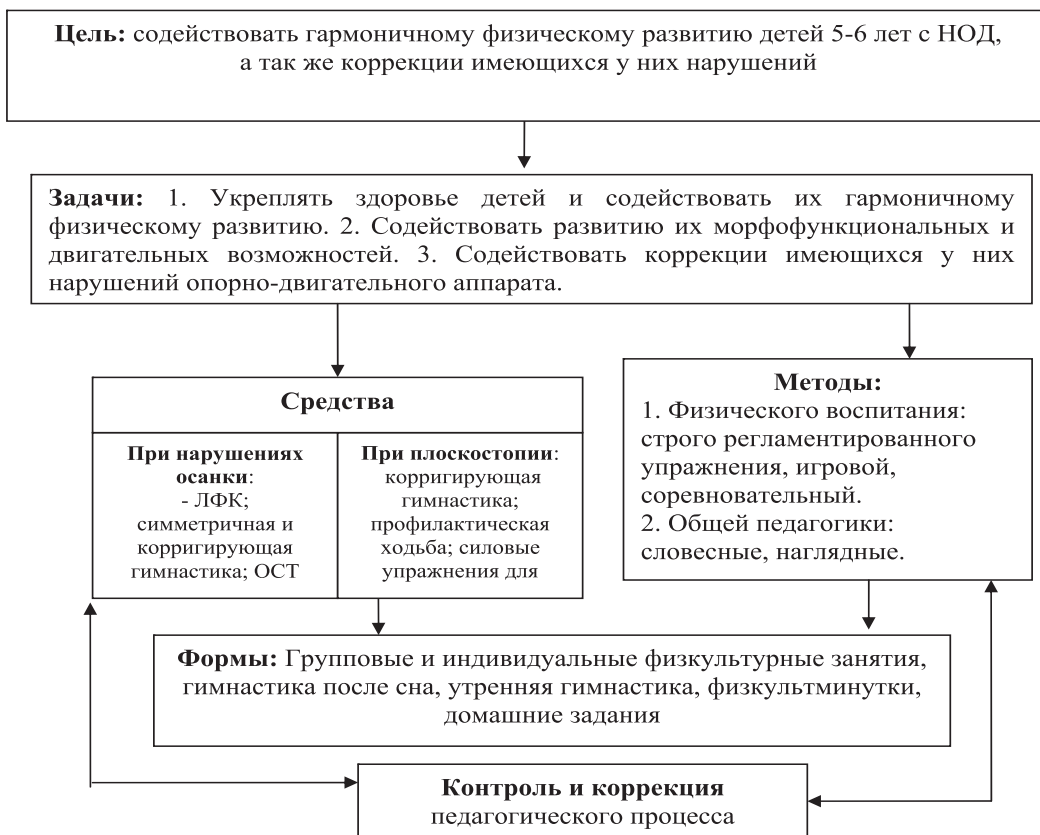 Цель: содействовать гармоничному физическому развитию детей 5-6 лет с НОД,
а так же коррекции имеющихся у них нарушений
Задачи: 1. Укреплять здоровье детей и содействовать их гармоничному
физическому развитию. 2. Содействовать развитию их морфофункциональных и
двигательных возможностей. 3. Содействовать коррекции имеющихся у них
нарушений опорно-двигательного аппарата.
Средства
При нарушениях
осанки:
- ЛФК;
симметричная и
корригирующая
гимнастика; ОСТ
При плоскостопии:
корригирующая
гимнастика;
профилактическая
ходьба; силовые
упражнения для
Методы:
1. Физического воспитания:
строго регламентированного
упражнения, игровой,
соревновательный.
2. Общей педагогики:
словесные, наглядные.
Формы: Групповые и индивидуальные физкультурные занятия,
гимнастика после сна, утренняя гимнастика, физкультминутки,
домашние задания
Контроль и коррекция
педагогического процесса